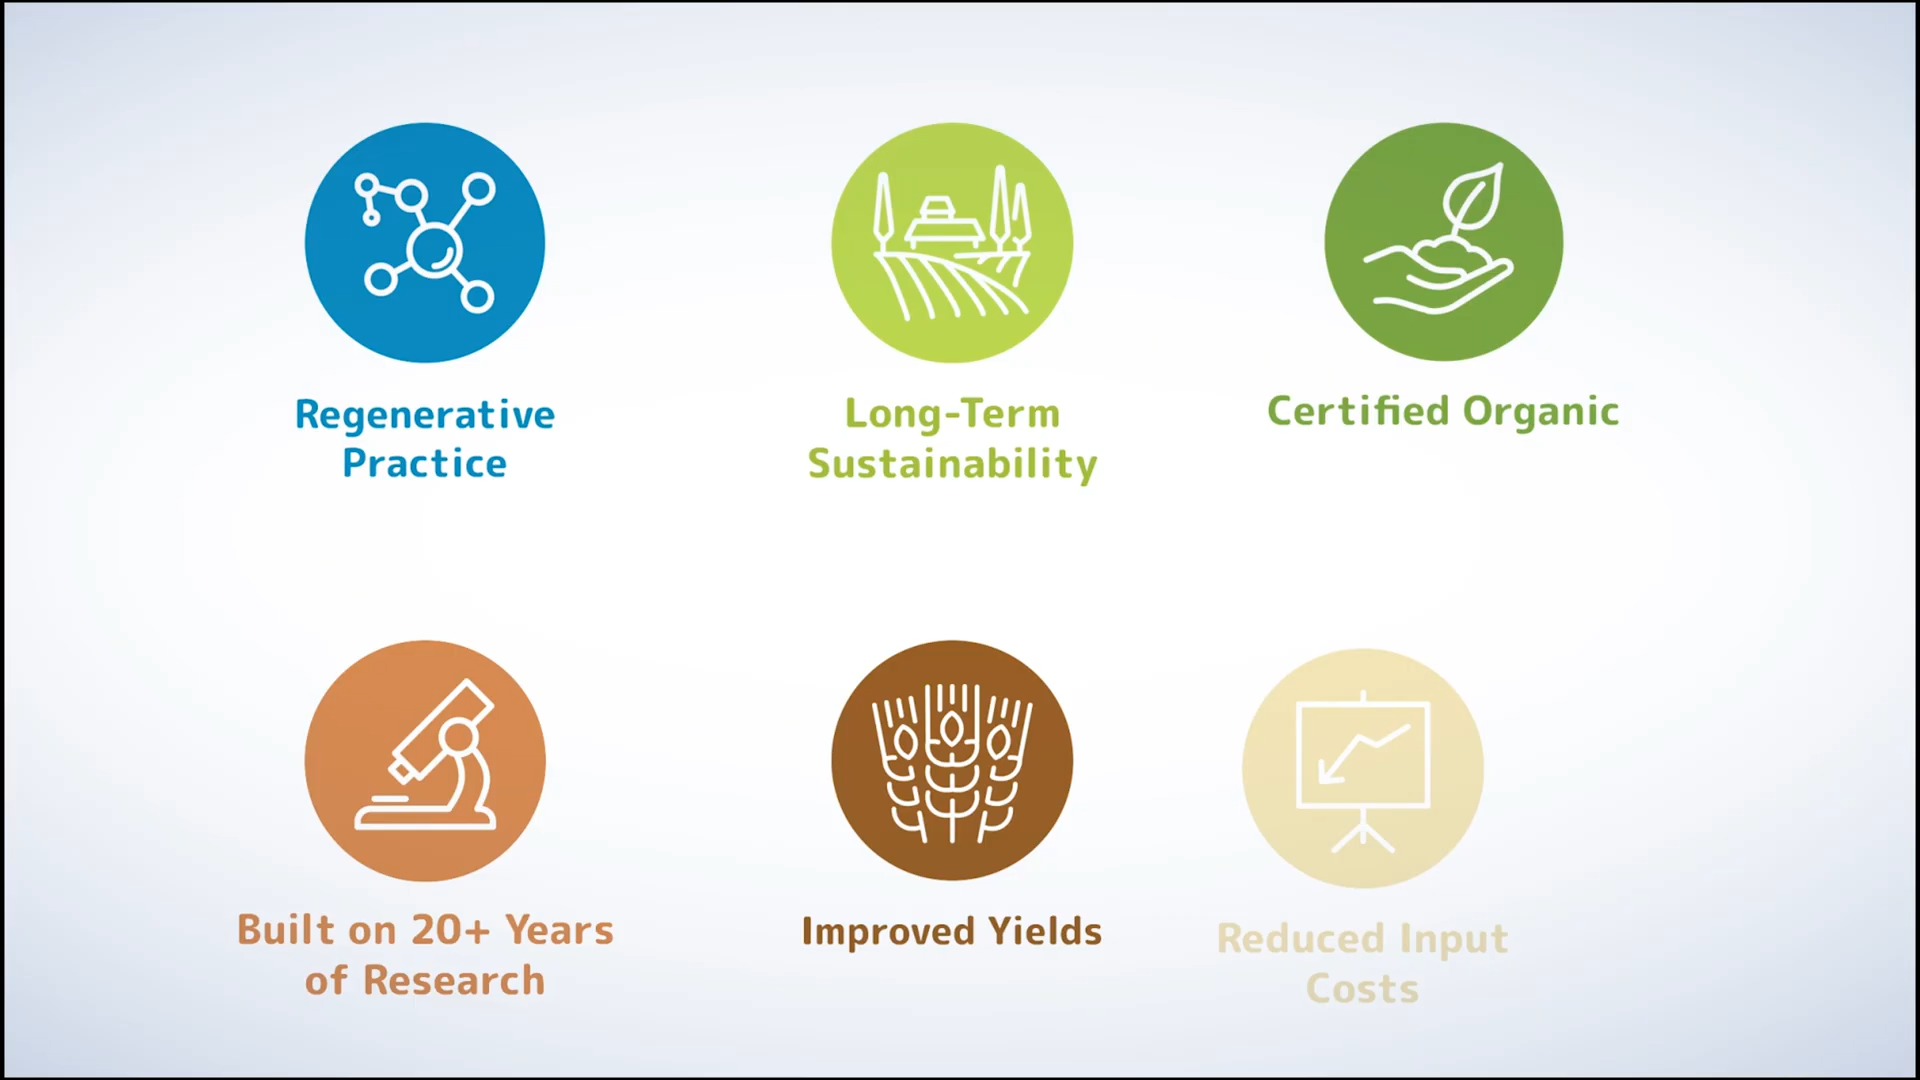 Regenerative
Practice
Long-Term
Sustainability
Certified Organic
Built on 20+ Years
of Research
Improved Yields
Reduced Input
Costs